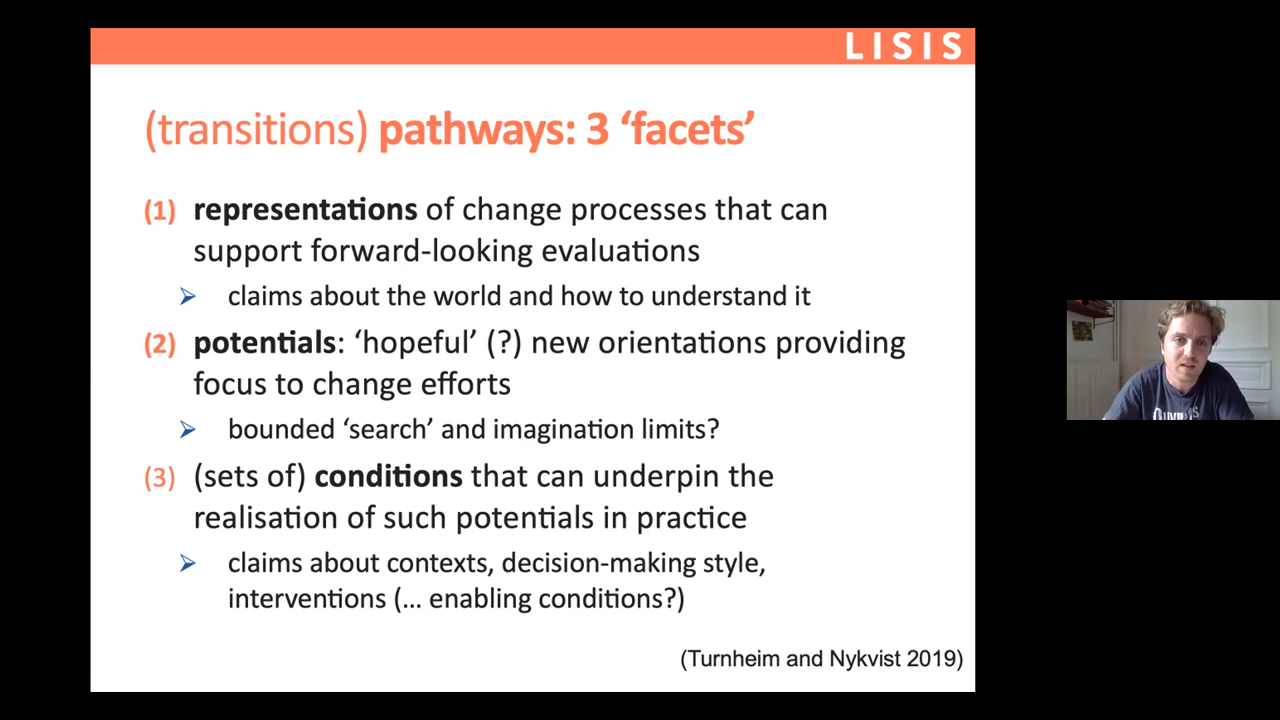 LISIS
(transitions) pathways: 3 ‘facets’
(1) representations of change processes that can
support forward-looking evaluations
➢ claims about the world and how to understand it
(2) potentials: ‘hopeful’ (?) new orientations providing
focus to change efforts
➢ bounded ‘search’ and imagination limits?
(3) (sets of) conditions that can underpin the
realisation of such potentials in practice
➢ claims about contexts, decision-making style,
interventions (... enabling conditions?)
(Turnheim and Nykvist 2019)